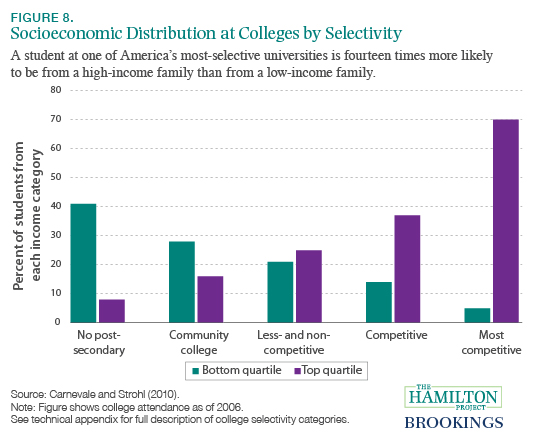 FIGURE 8.
Socioeconomic Distribution at Colleges by Selectivity
A student at one of America's most-selective universities is fourteen times more likely
to be from a high-income family than from a low-income family.
Percent of students from
each income category
80
70
60
50
40
30
20
10
0
No post-
secondary
Community
college
Less- and non-
competitive
Competitive
Most
competitive
Bottom quartile
Top quartile
Source: Carnevale and Strohl (2010).
Note: Figure shows college attendance as of 2006.
See technical appendix for full description of college selectivity categories.
THE
HAMILTON
PROJECT
BROOKINGS